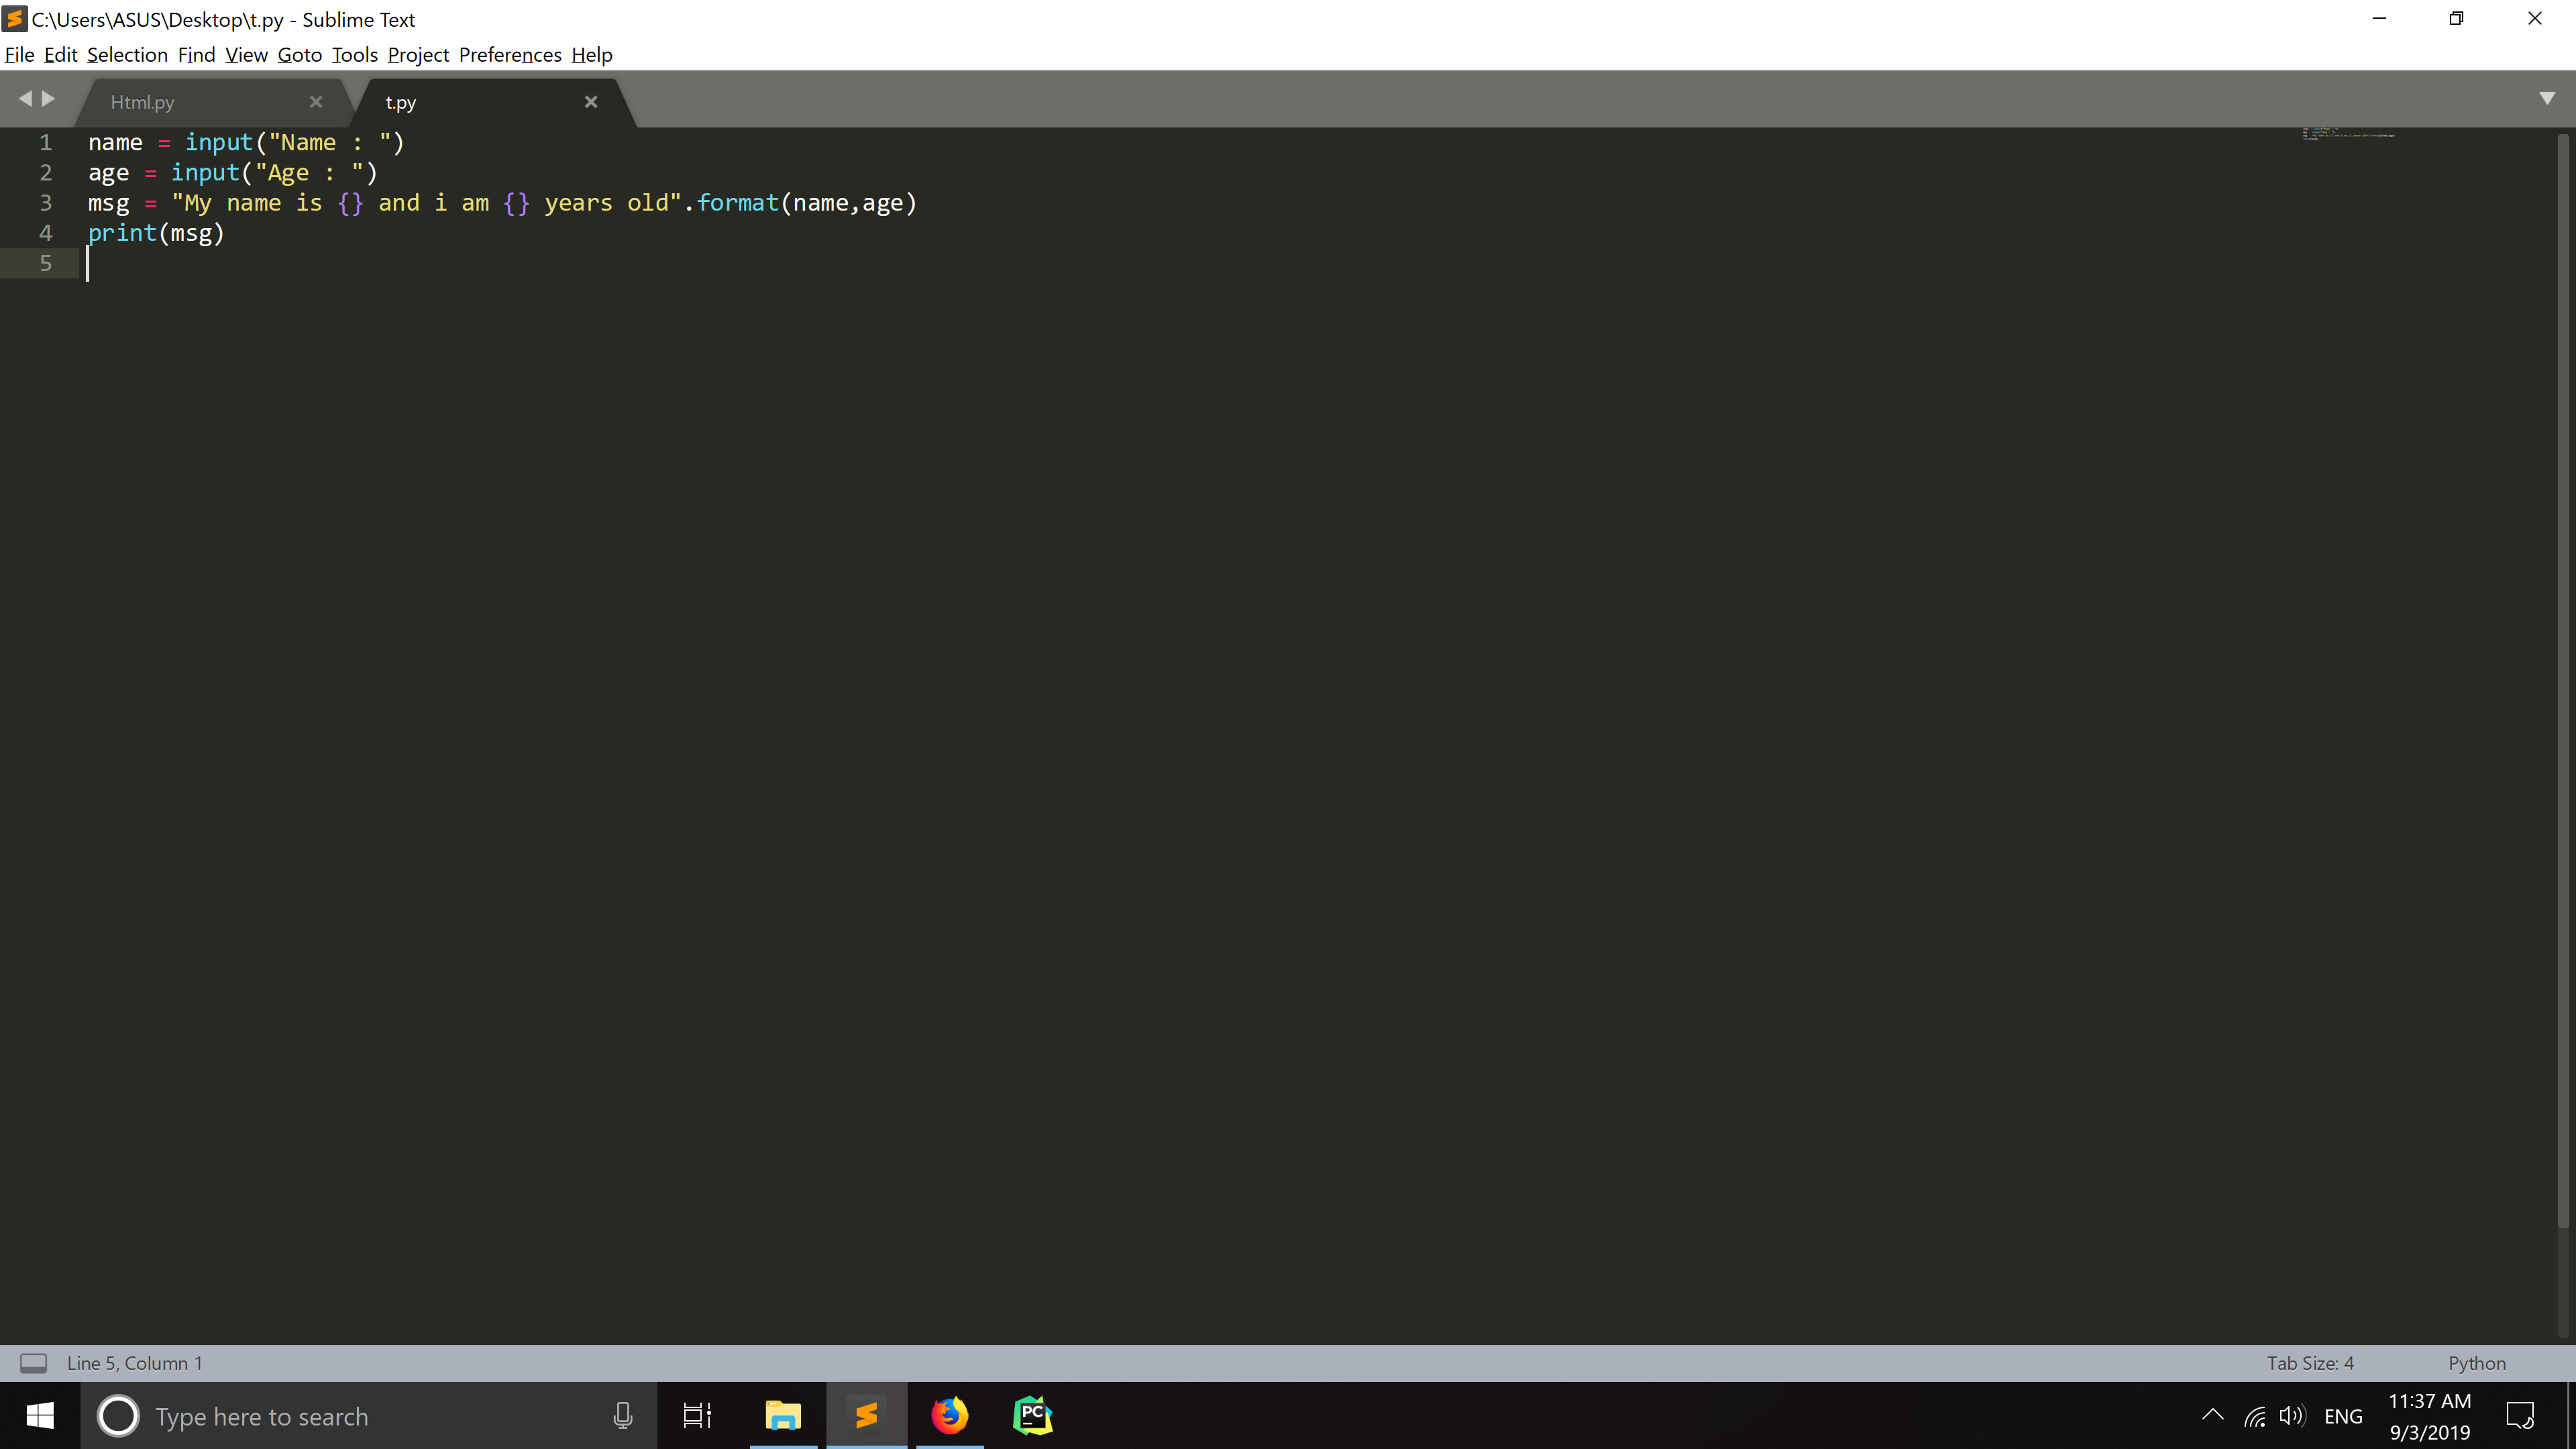 C:\Users\ASUS\Desktop\t.py - Sublime Text
File Edit Selection Find View Goto Tools Project Preferences Help
Html.py t.py
1 name = input("Name : ")
2 age = input("Age : ")
3 msg = "My name is {} and i am {} years old".format(name,age)
4 print(msg)
5
Line 5, Column 1 Tab Size: 4 Python
Type here to search PC ENG 11:37 AM
9/3/2019